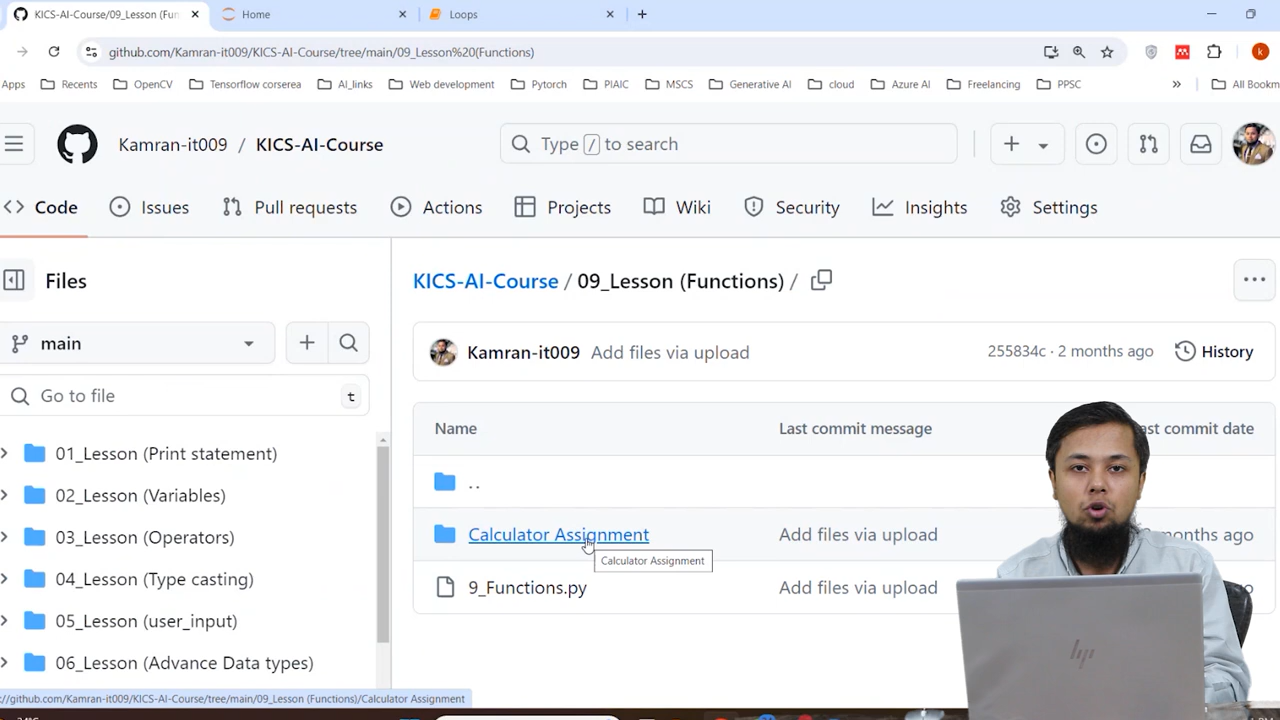 KICS-AI-Course/09_Lesson (Fun
Home
Loops
github.com/Kamran-it009/KICS-AI-Course/tree/main/09_Lesson%20(Functions)
Apps
Recents
OpenCV
Tensorflow corserea
AI_links
Web development
Pytorch
PIAIC
MSCS
Generative AI
cloud
Azure AI
Freelancing
PPSC
»
All Bookm
k
Kamran-it009 / KICS-AI-Course
Type / to search
Code
Issues
Pull requests
Actions
Projects
Wiki
Security
Insights
Settings
Files
KICS-AI-Course / 09_Lesson (Functions) /
main
Kamran-it009 Add files via upload
255834c · 2 months ago
History
Go to file
t
Name
Last commit message
ast commit date
01_Lesson (Print statement)
..
02_Lesson (Variables)
Calculator Assignment
Add files via upload
months ago
03_Lesson (Operators)
Calculator Assignment
04_Lesson (Type casting)
9_Functions.py
Add files via upload
o
05_Lesson (user_input)
06_Lesson (Advance Data types)
://github.com/Kamran-it009/KICS-AI-Course/tree/main/09_Lesson (Functions)/Calculator Assignment
hp